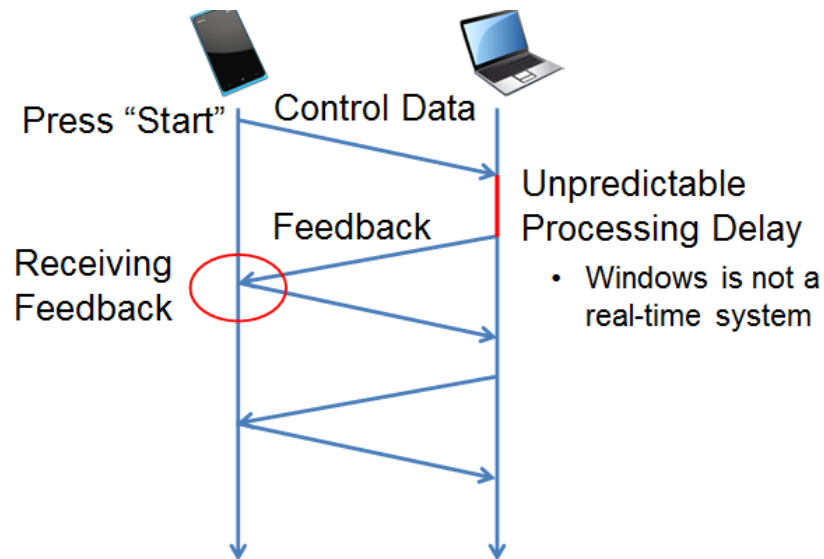 Press “Start”
Control Data
Unpredictable
Processing Delay
• Windows is not a
real-time system
Feedback
Receiving
Feedback